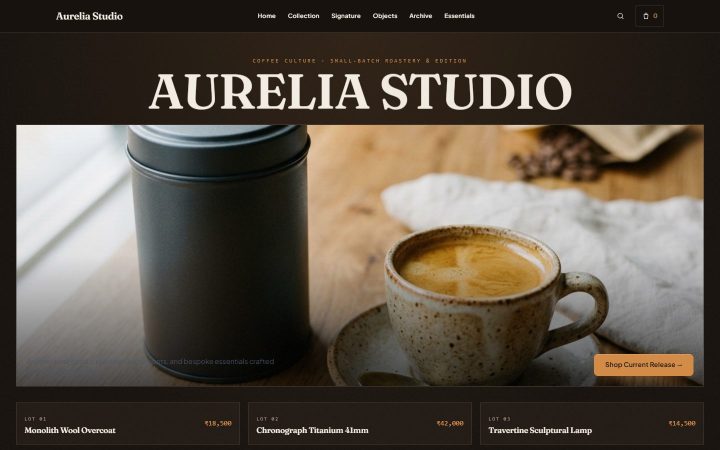 Aurelia Studio
Home Collection Signature Objects Archive Essentials
0
COFFEE CULTURE · SMALL-BATCH ROASTERY & EDITION
AURELIA STUDIO
and bespoke essentials crafted
Shop Current Release →
LOT 01
Monolith Wool Overcoat
₹18,500
LOT 02
Chronograph Titanium 41mm
₹42,000
LOT 03
Travertine Sculptural Lamp
₹14,500